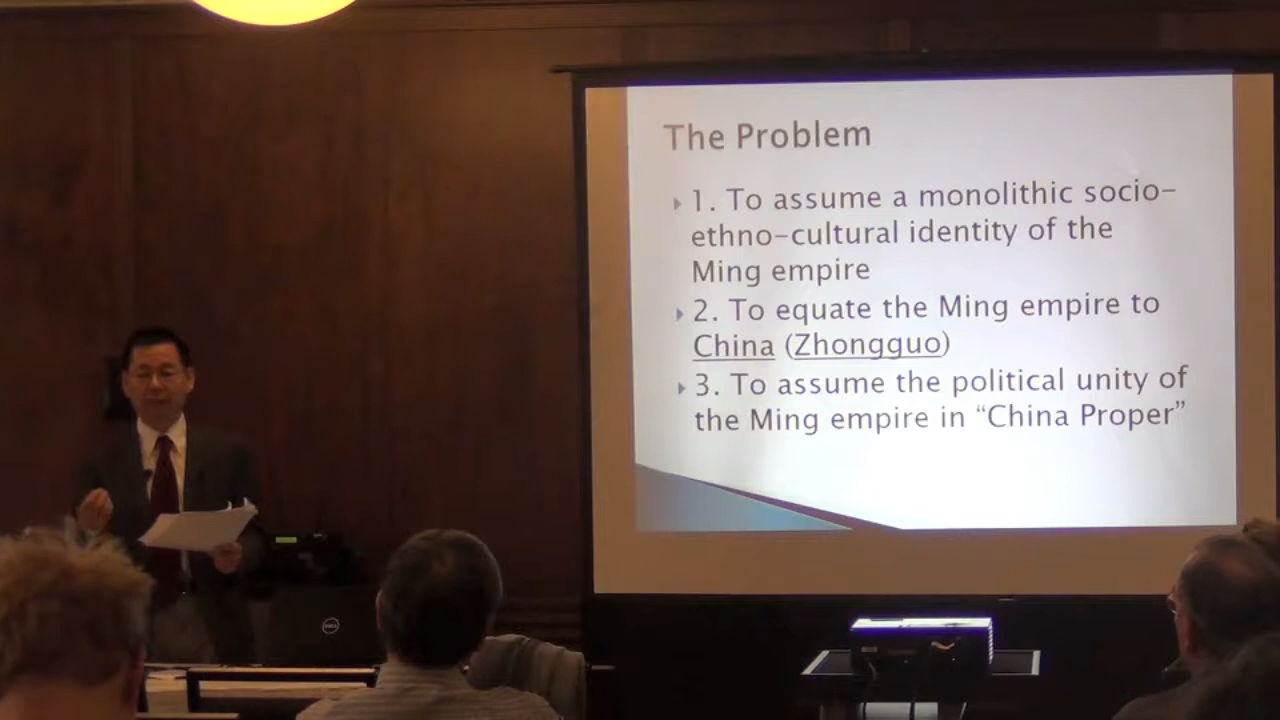 The Problem
1. To assume a monolithic socio-
ethno-cultural identity of the
Ming empire
2. To equate the Ming empire to
China (Zhongguo)
3. To assume the political unity of
the Ming empire in “China Proper”
DELL